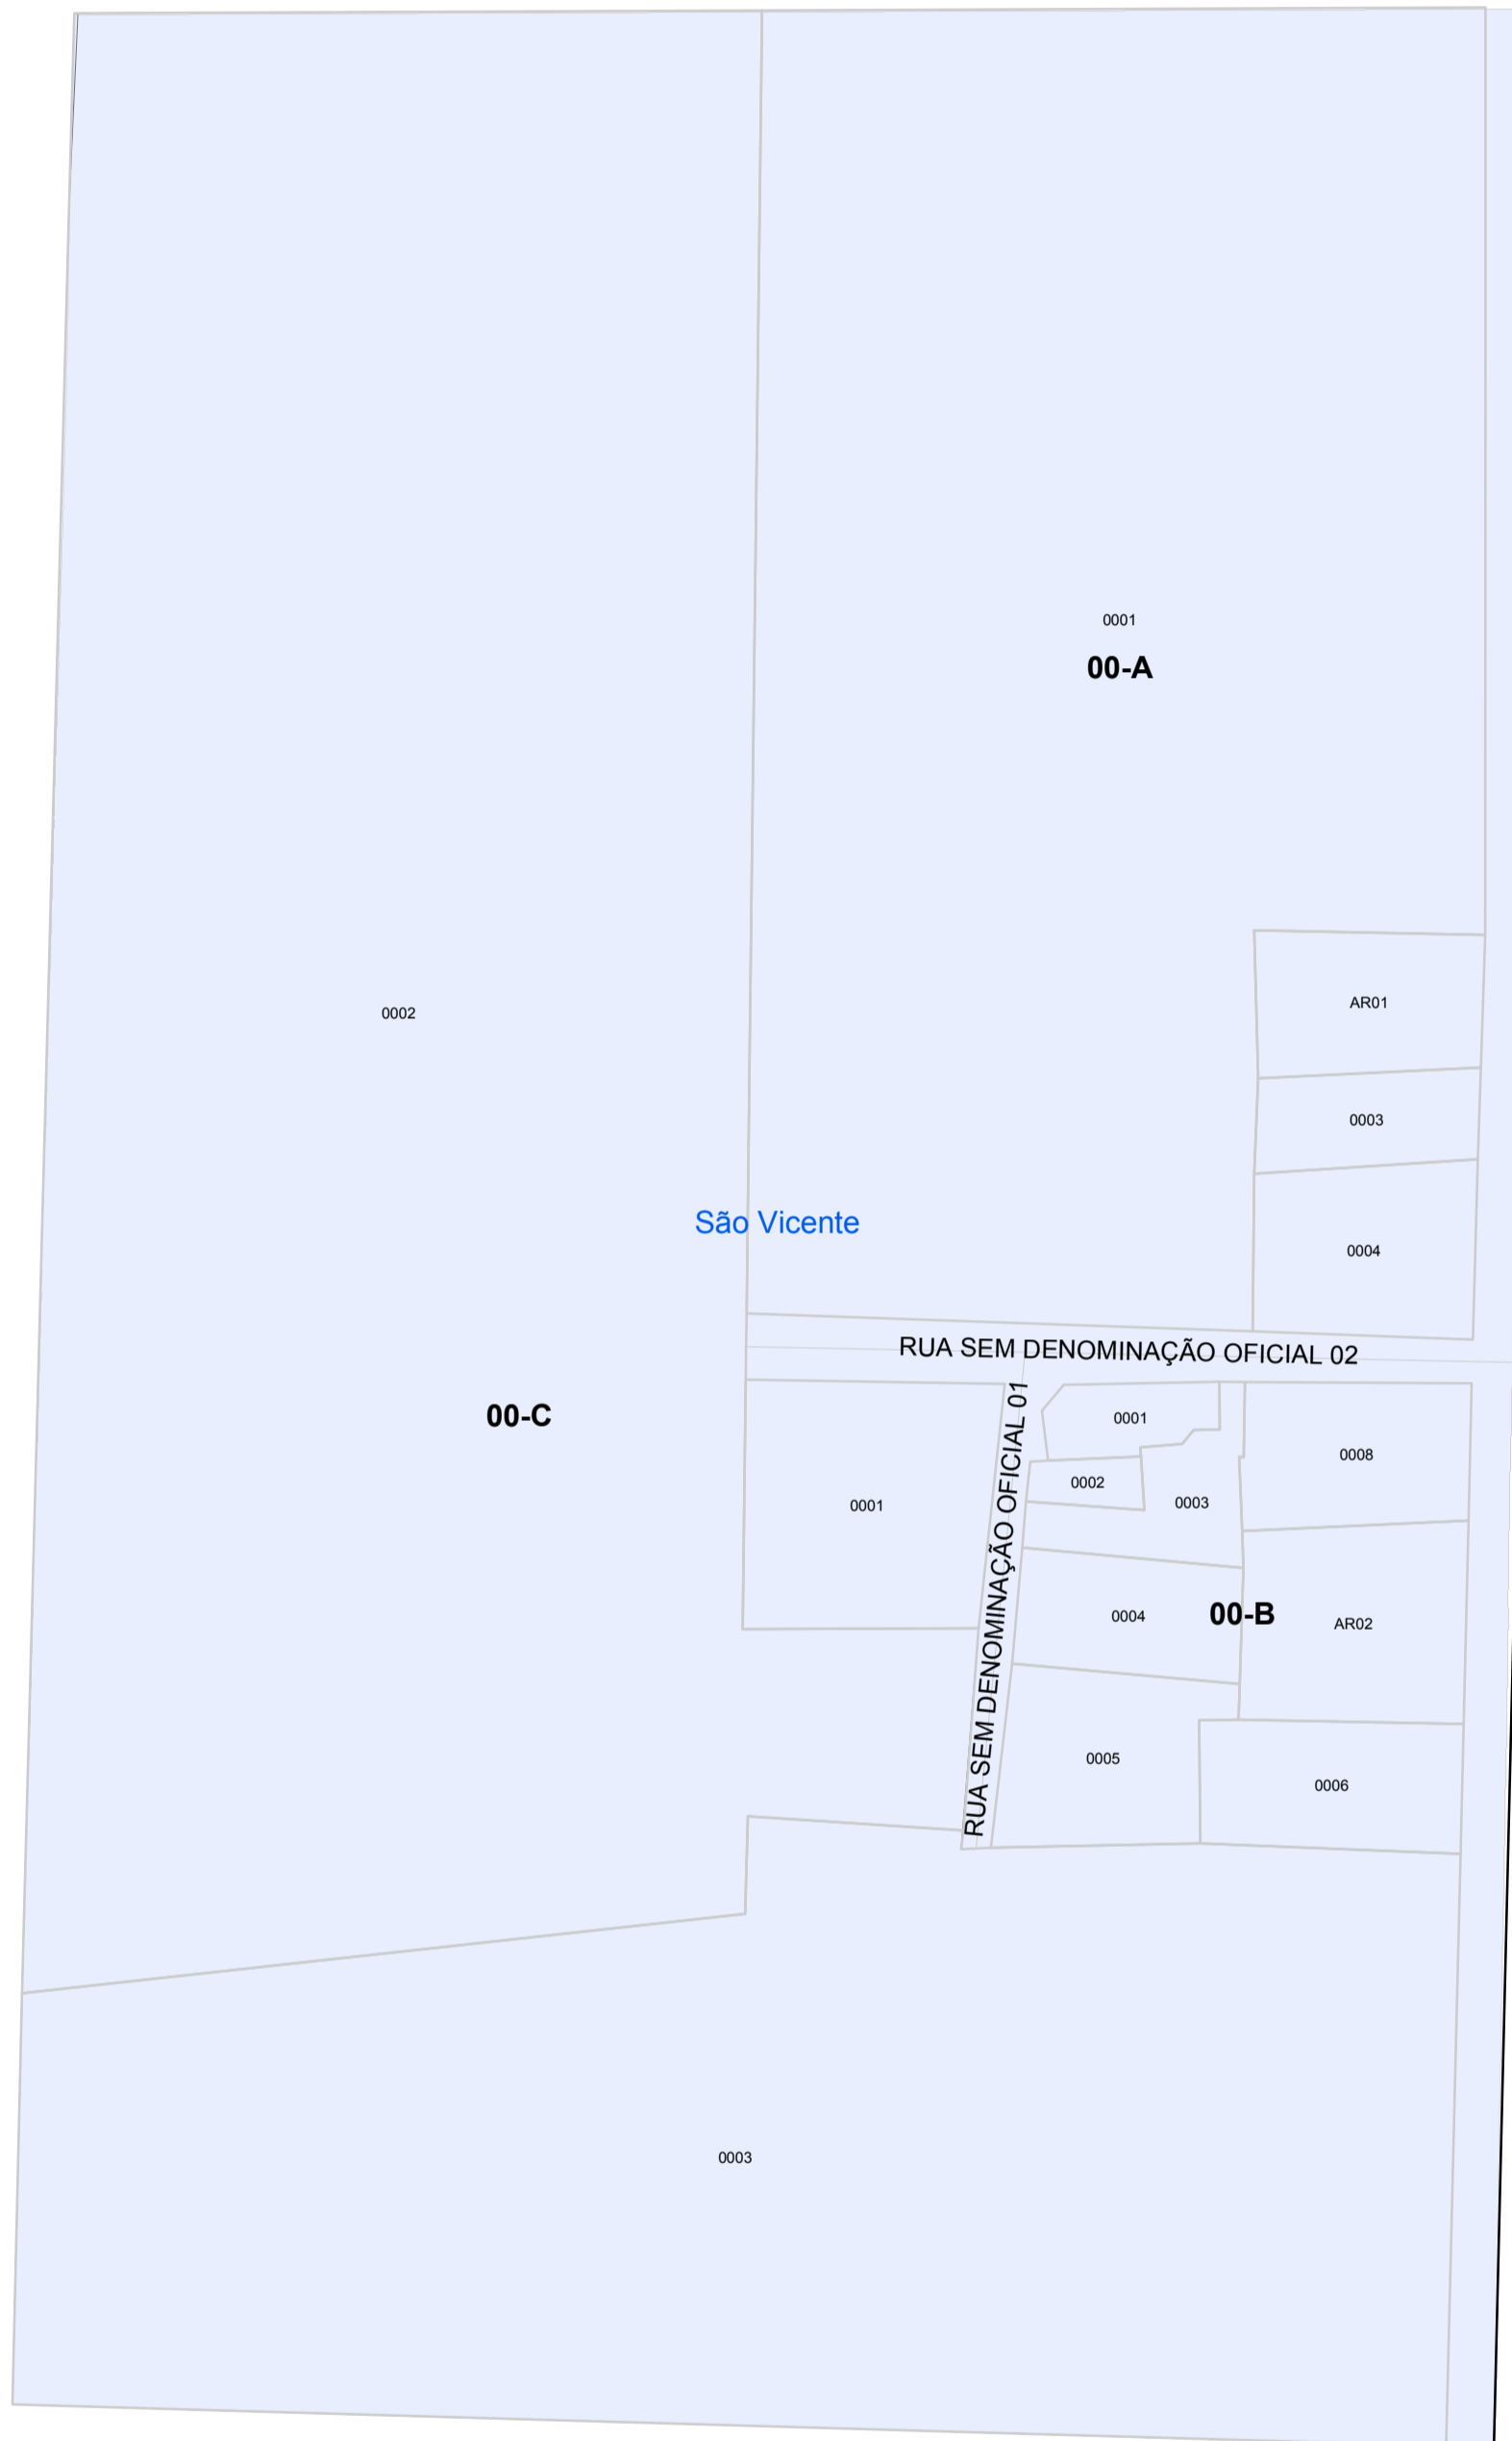 0001
00-A
AR01
0002
0003
São Vicente
0004
RUA SEM DENOMINAÇÃO OFICIAL 02
RUA SEM DENOMINAÇÃO OFICIAL 01
00-C
0001
0001
0008
0002
0003
0004
00-B
AR02
0005
0006
0003